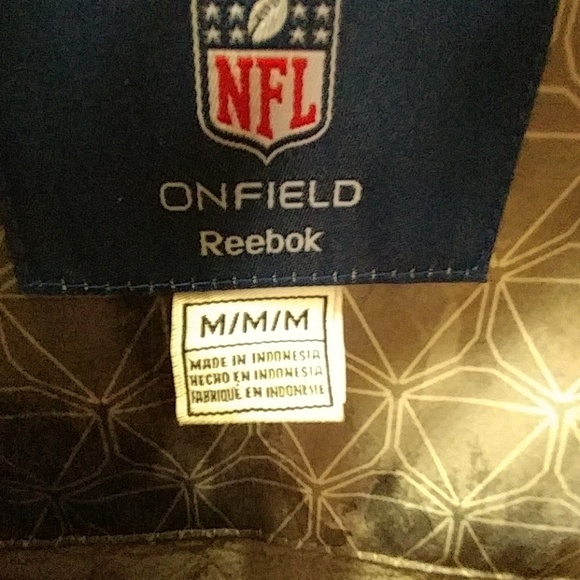 NFL
ONFIELD
Reebok
M/M/M
MADE IN INDONESIA
HECHO EN INDONESIA
FABRIQUÉ EN INDONESIE